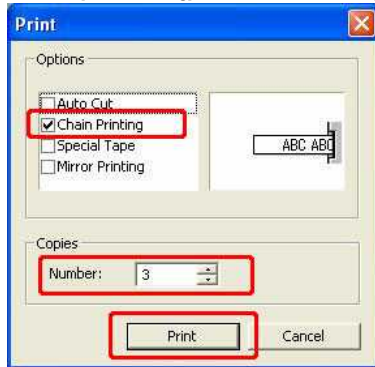 Print
Options
Auto Cut
Chain Printing
Special Tape
Mirror Printing
ABC ABC
Copies
Number: 3
Print Cancel